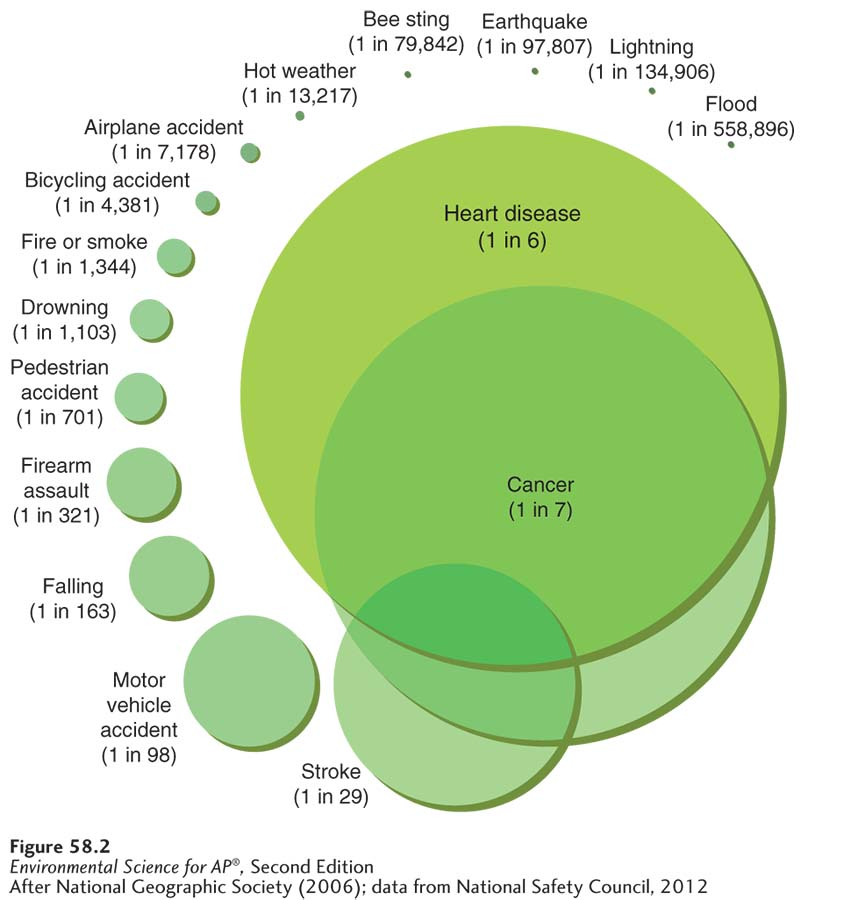 Bee sting
(1 in 79,842)
Earthquake
(1 in 97,807)
Lightning
(1 in 134,906)
Flood
(1 in 558,896)
Hot weather
(1 in 13,217)
Airplane accident
(1 in 7,178)
Bicycling accident
(1 in 4,381)
Fire or smoke
(1 in 1,344)
Drowning
(1 in 1,103)
Pedestrian
accident
(1 in 701)
Firearm
assault
(1 in 321)
Falling
(1 in 163)
Motor
vehicle
accident
(1 in 98)
Stroke
(1 in 29)
Heart disease
(1 in 6)
Cancer
(1 in 7)
Figure 58.2
Environmental Science for AP®, Second Edition
After National Geographic Society (2006); data from National Safety Council, 2012